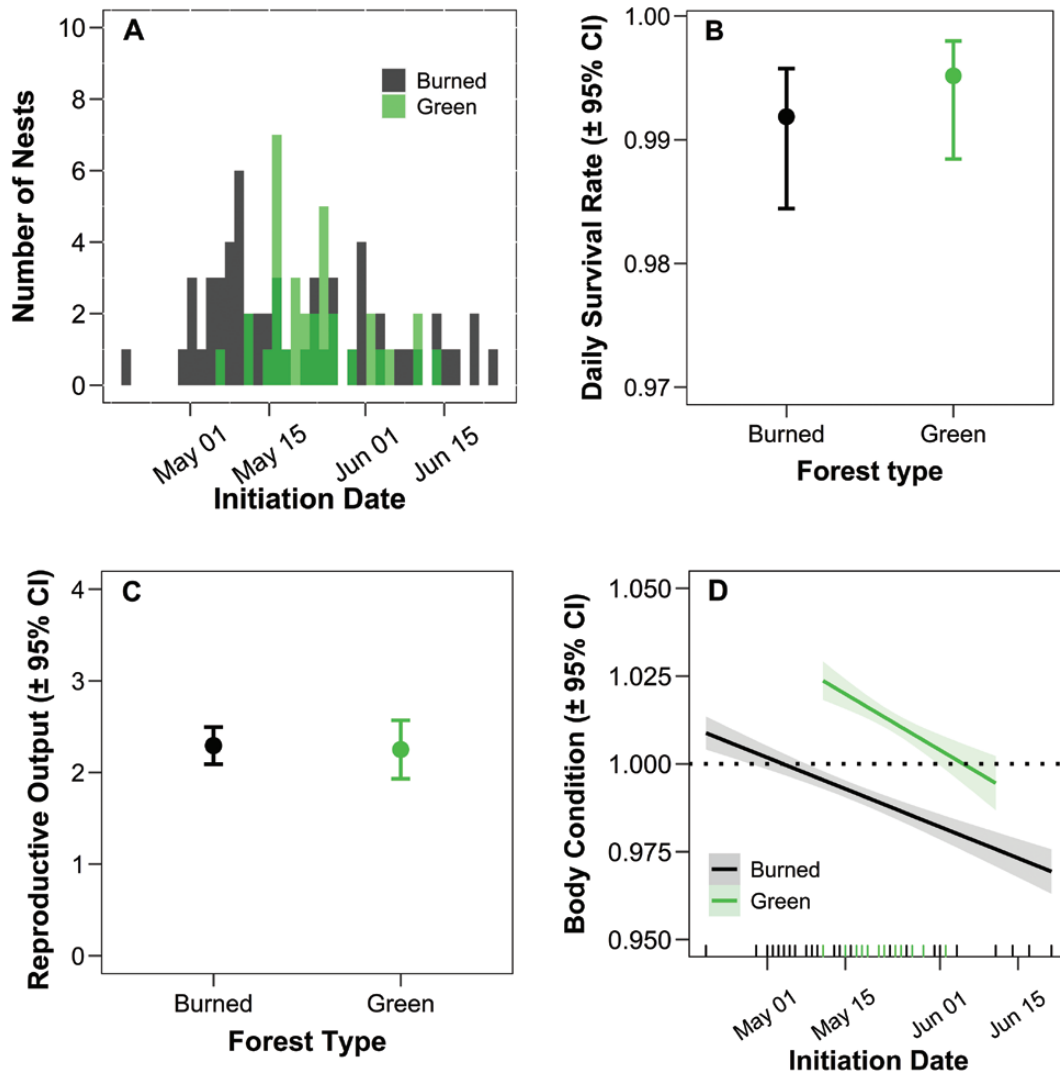 A
Burned
Green
10
8
6
4
2
0
Number of Nests
May 01
May 15
Jun 01
Jun 15
Initiation Date
B
1.00
0.99
0.98
0.97
Daily Survival Rate (± 95% CI)
Burned
Green
Forest type
C
4
3
2
1
0
Reproductive Output (± 95% CI)
Burned
Green
Forest Type
D
1.050
1.025
1.000
0.975
0.950
Body Condition (± 95% CI)
Burned
Green
May 01
May 15
Jun 01
Jun 15
Initiation Date